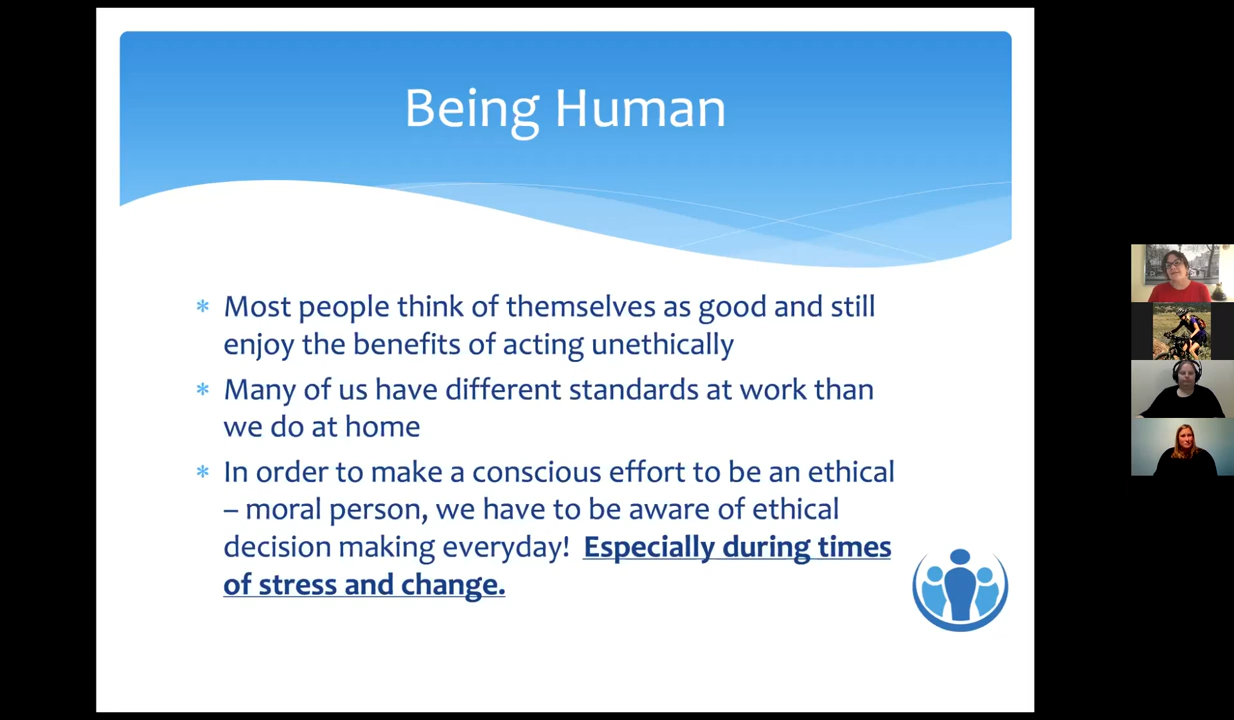 Being Human
* Most people think of themselves as good and still
enjoy the benefits of acting unethically
* Many of us have different standards at work than
we do at home
* In order to make a conscious effort to be an ethical
– moral person, we have to be aware of ethical
decision making everyday! Especially during times
of stress and change.